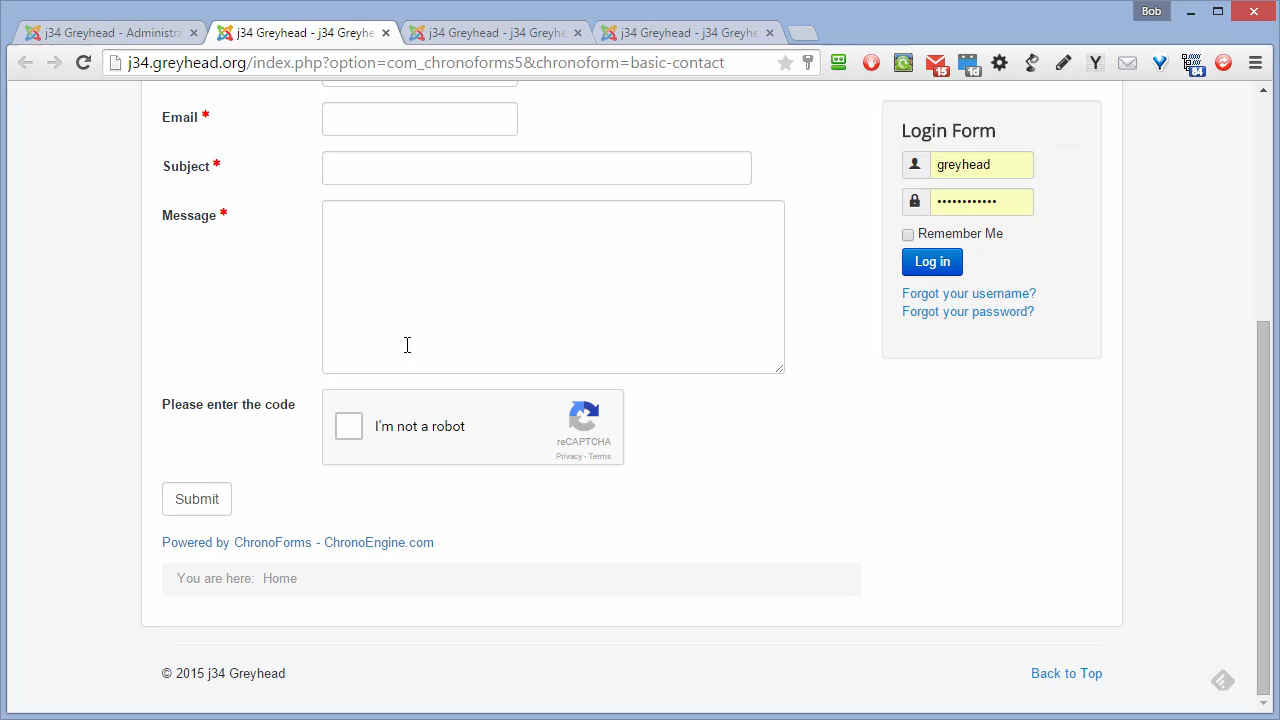 Bob
j34 Greyhead - Administra
j34 Greyhead - j34 Greyhe
j34 Greyhead - j34 Greyhe
j34 Greyhead - j34 Greyhe
j34.greyhead.org/index.php?option=com_chronoforms5&chronoform=basic-contact
15
1d
Y
84
Email *
Subject *
Message *
Please enter the code
I'm not a robot
reCAPTCHA
Privacy - Terms
Submit
Powered by ChronoForms - ChronoEngine.com
You are here: Home
Login Form
greyhead
••••••••••••
Remember Me
Log in
Forgot your username?
Forgot your password?
© 2015 j34 Greyhead
Back to Top